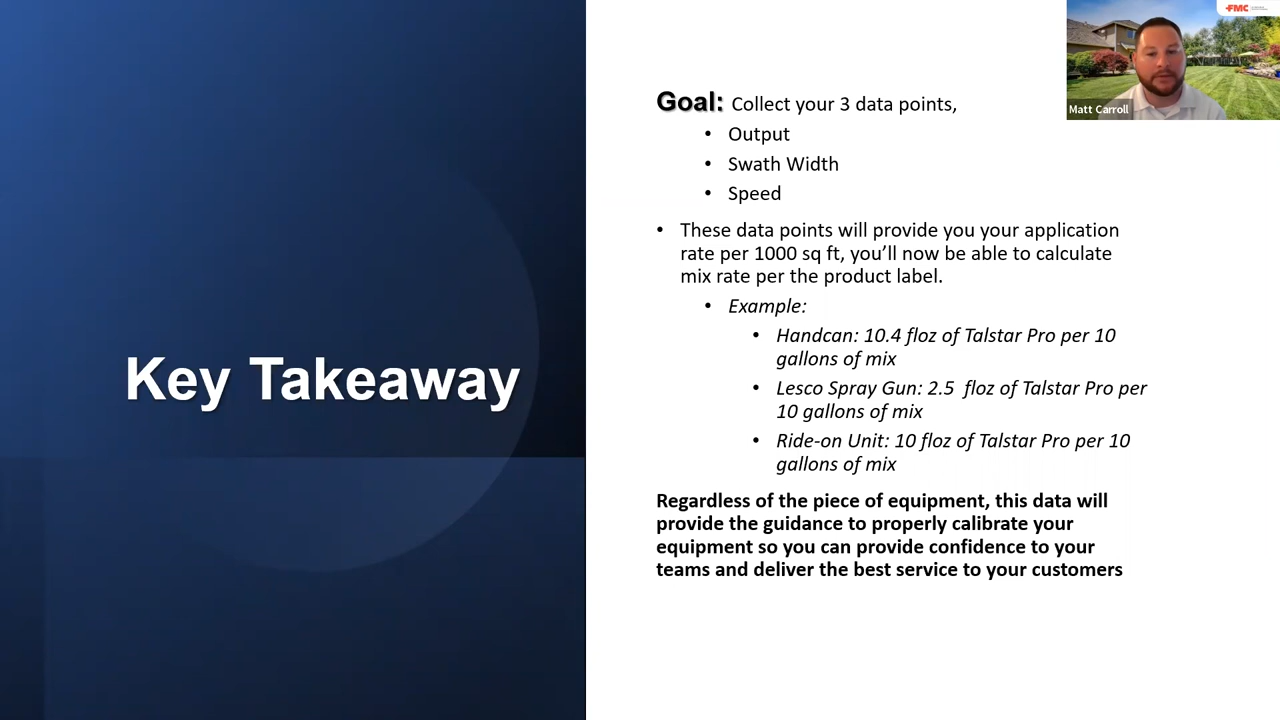 FMC
Matt Carroll
Key Takeaway
Goal: Collect your 3 data points,
• Output
• Swath Width
• Speed
• These data points will provide you your application
rate per 1000 sq ft, you’ll now be able to calculate
mix rate per the product label.
• Example:
• Handcan: 10.4 floz of Talstar Pro per 10
gallons of mix
• Lesco Spray Gun: 2.5 floz of Talstar Pro per
10 gallons of mix
• Ride-on Unit: 10 floz of Talstar Pro per 10
gallons of mix
Regardless of the piece of equipment, this data will
provide the guidance to properly calibrate your
equipment so you can provide confidence to your
teams and deliver the best service to your customers